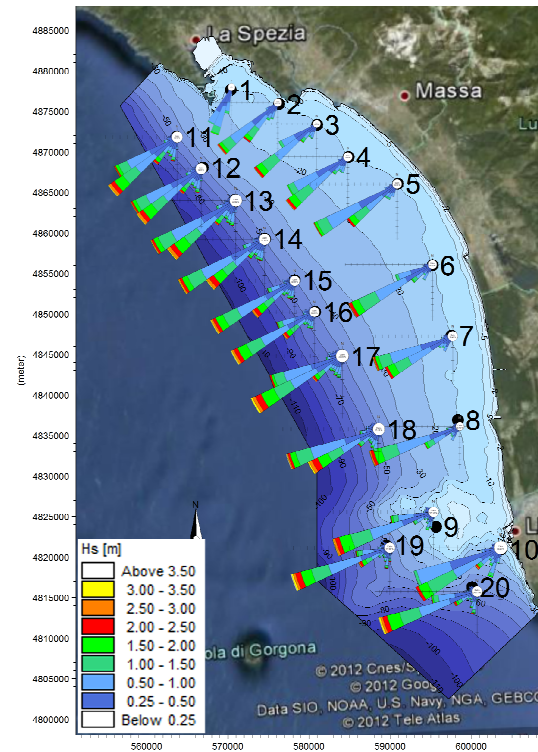 4885000
4880000
4875000
4870000
4865000
4860000
4855000
4850000
4845000
4840000
4835000
4830000
4825000
4820000
4815000
4810000
4805000
4800000
(meter)
La Spezia
Massa
Lu
1
2
3
4
5
6
7
8
9
10
11
12
13
14
15
16
17
18
19
20
L
N
Hs [m]
Above 3.50
3.00 - 3.50
2.50 - 3.00
2.00 - 2.50
1.50 - 2.00
1.00 - 1.50
0.50 - 1.00
0.25 - 0.50
Below 0.25
ola di Gorgona
© 2012 Cnes/S
© 2012 Goog
Data SIO, NOAA, U.S. Navy, NGA, GEBCO
© 2012 Tele Atlas
560000 570000 580000 590000 600000